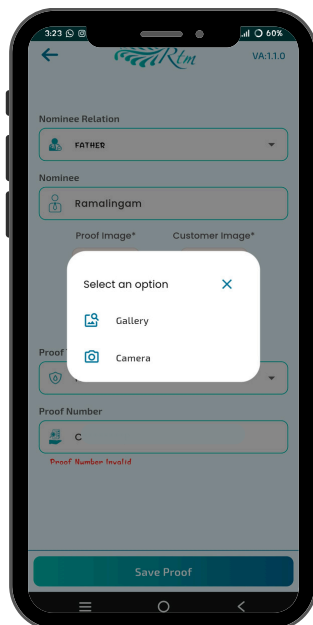 3:23 60%
Rtm VA:1.1.0
Nominee Relation
FATHER
Nominee
Ramalingam
Proof Image* Customer Image*
Select an option
Gallery
Camera
Proof
Proof Number
C
Proof Number Invalid
Save Proof